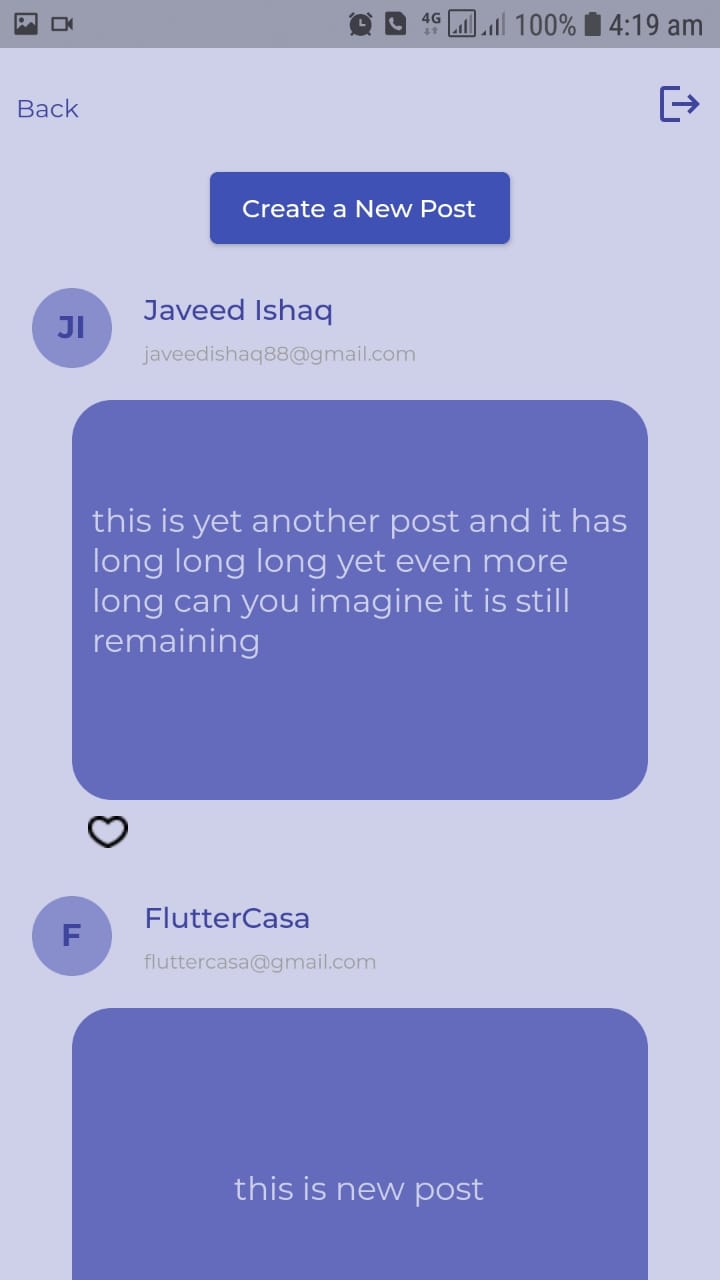 4G 100% 4:19 am
Back
Create a New Post
JI
Javeed Ishaq
javeedishaq88@gmail.com
this is yet another post and it has
long long long yet even more
long can you imagine it is still
remaining
F
FlutterCasa
fluttercasa@gmail.com
this is new post